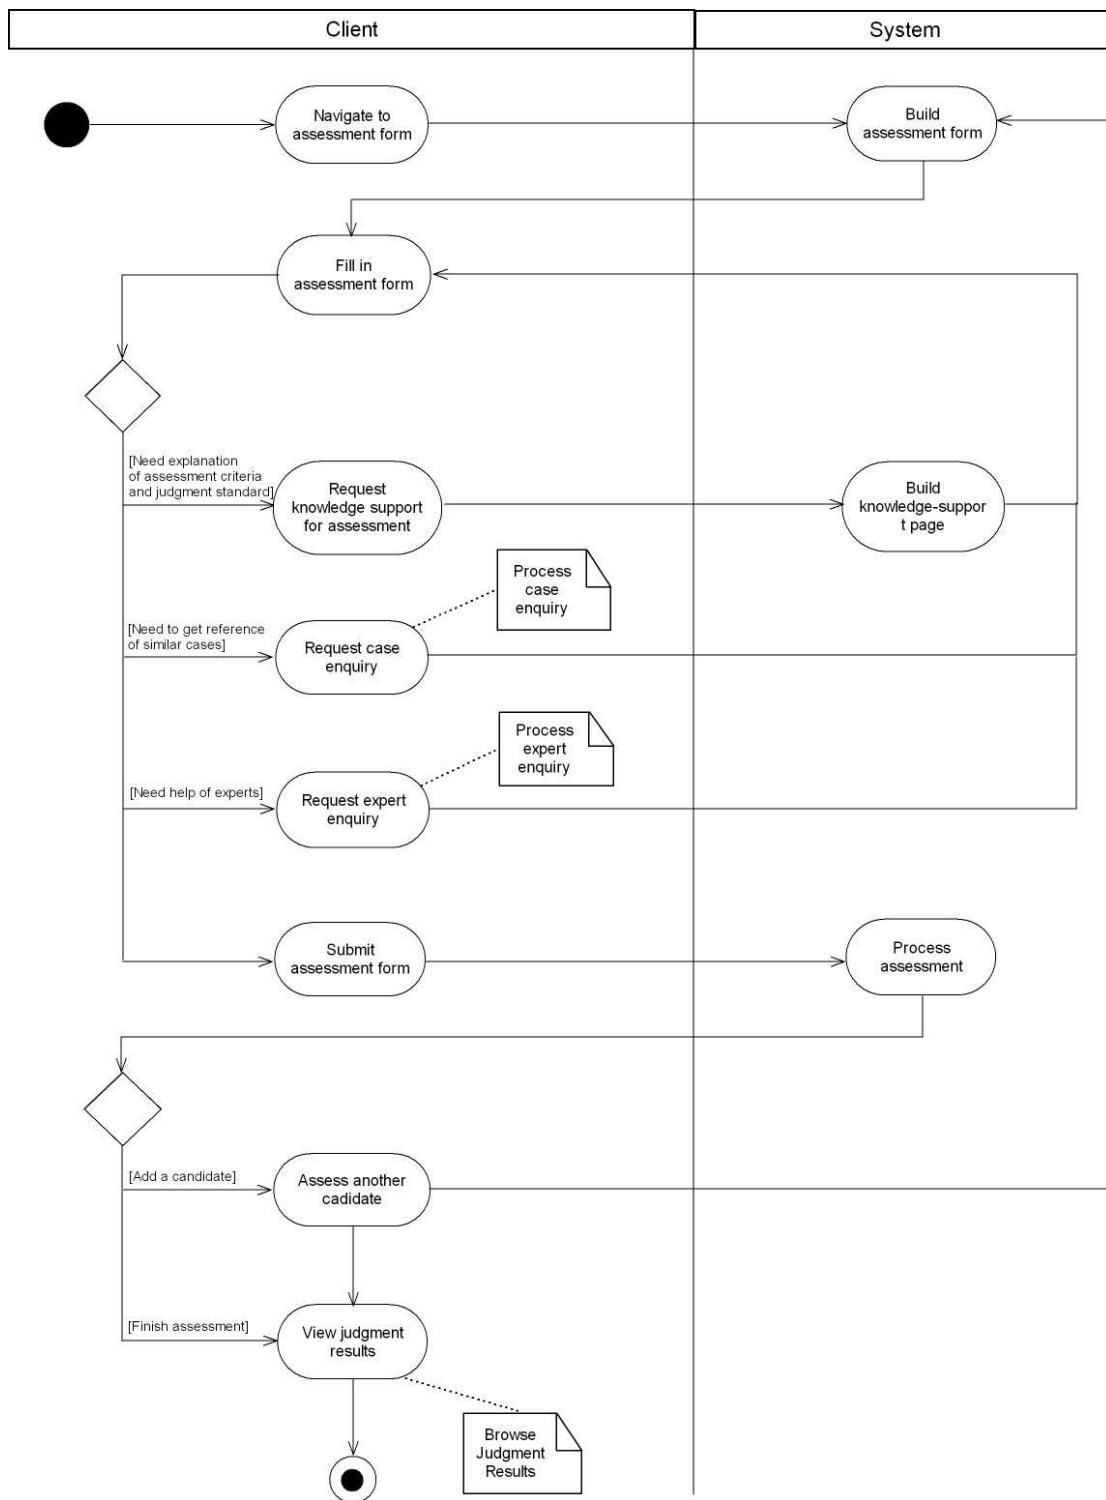 Client
System
Navigate to
assessment form
Build
assessment form
Fill in
assessment form
[Need explanation
of assessment criteria
and judgment standard]
Request
knowledge support
for assessment
Build
knowledge-suppor
t page
Process
case
enquiry
[Need to get reference
of similar cases]
Request case
enquiry
Process
expert
enquiry
[Need help of experts]
Request expert
enquiry
Submit
assessment form
Process
assessment
[Add a candidate]
Assess another
cadidate
[Finish assessment]
View judgment
results
Browse
Judgment
Results